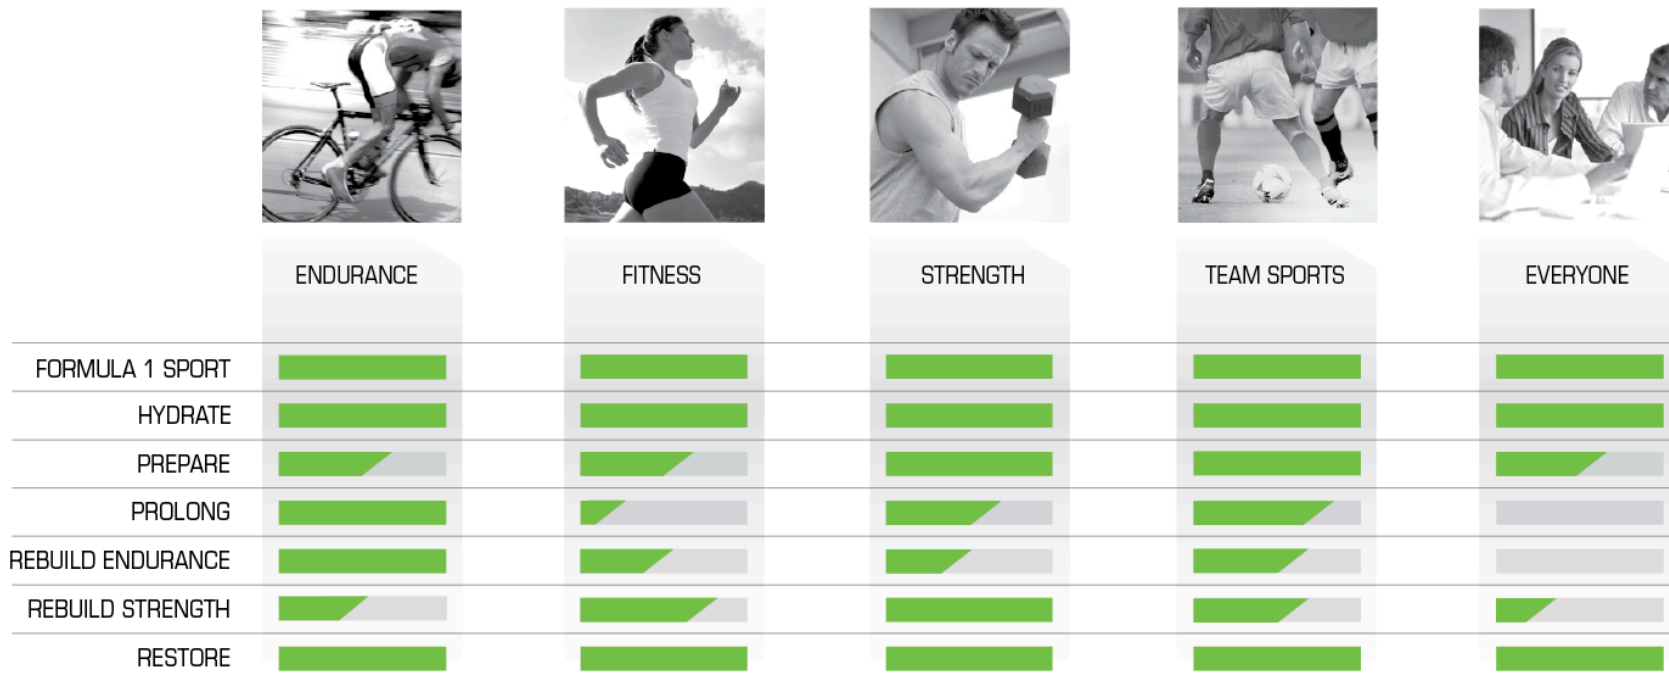 ENDURANCE
FITNESS
STRENGTH
TEAM SPORTS
EVERYONE
FORMULA 1 SPORT
HYDRATE
PREPARE
PROLONG
REBUILD ENDURANCE
REBUILD STRENGTH
RESTORE